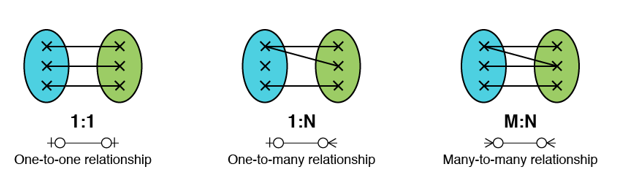 1:1
One-to-one relationship
1:N
One-to-many relationship
M:N
Many-to-many relationship